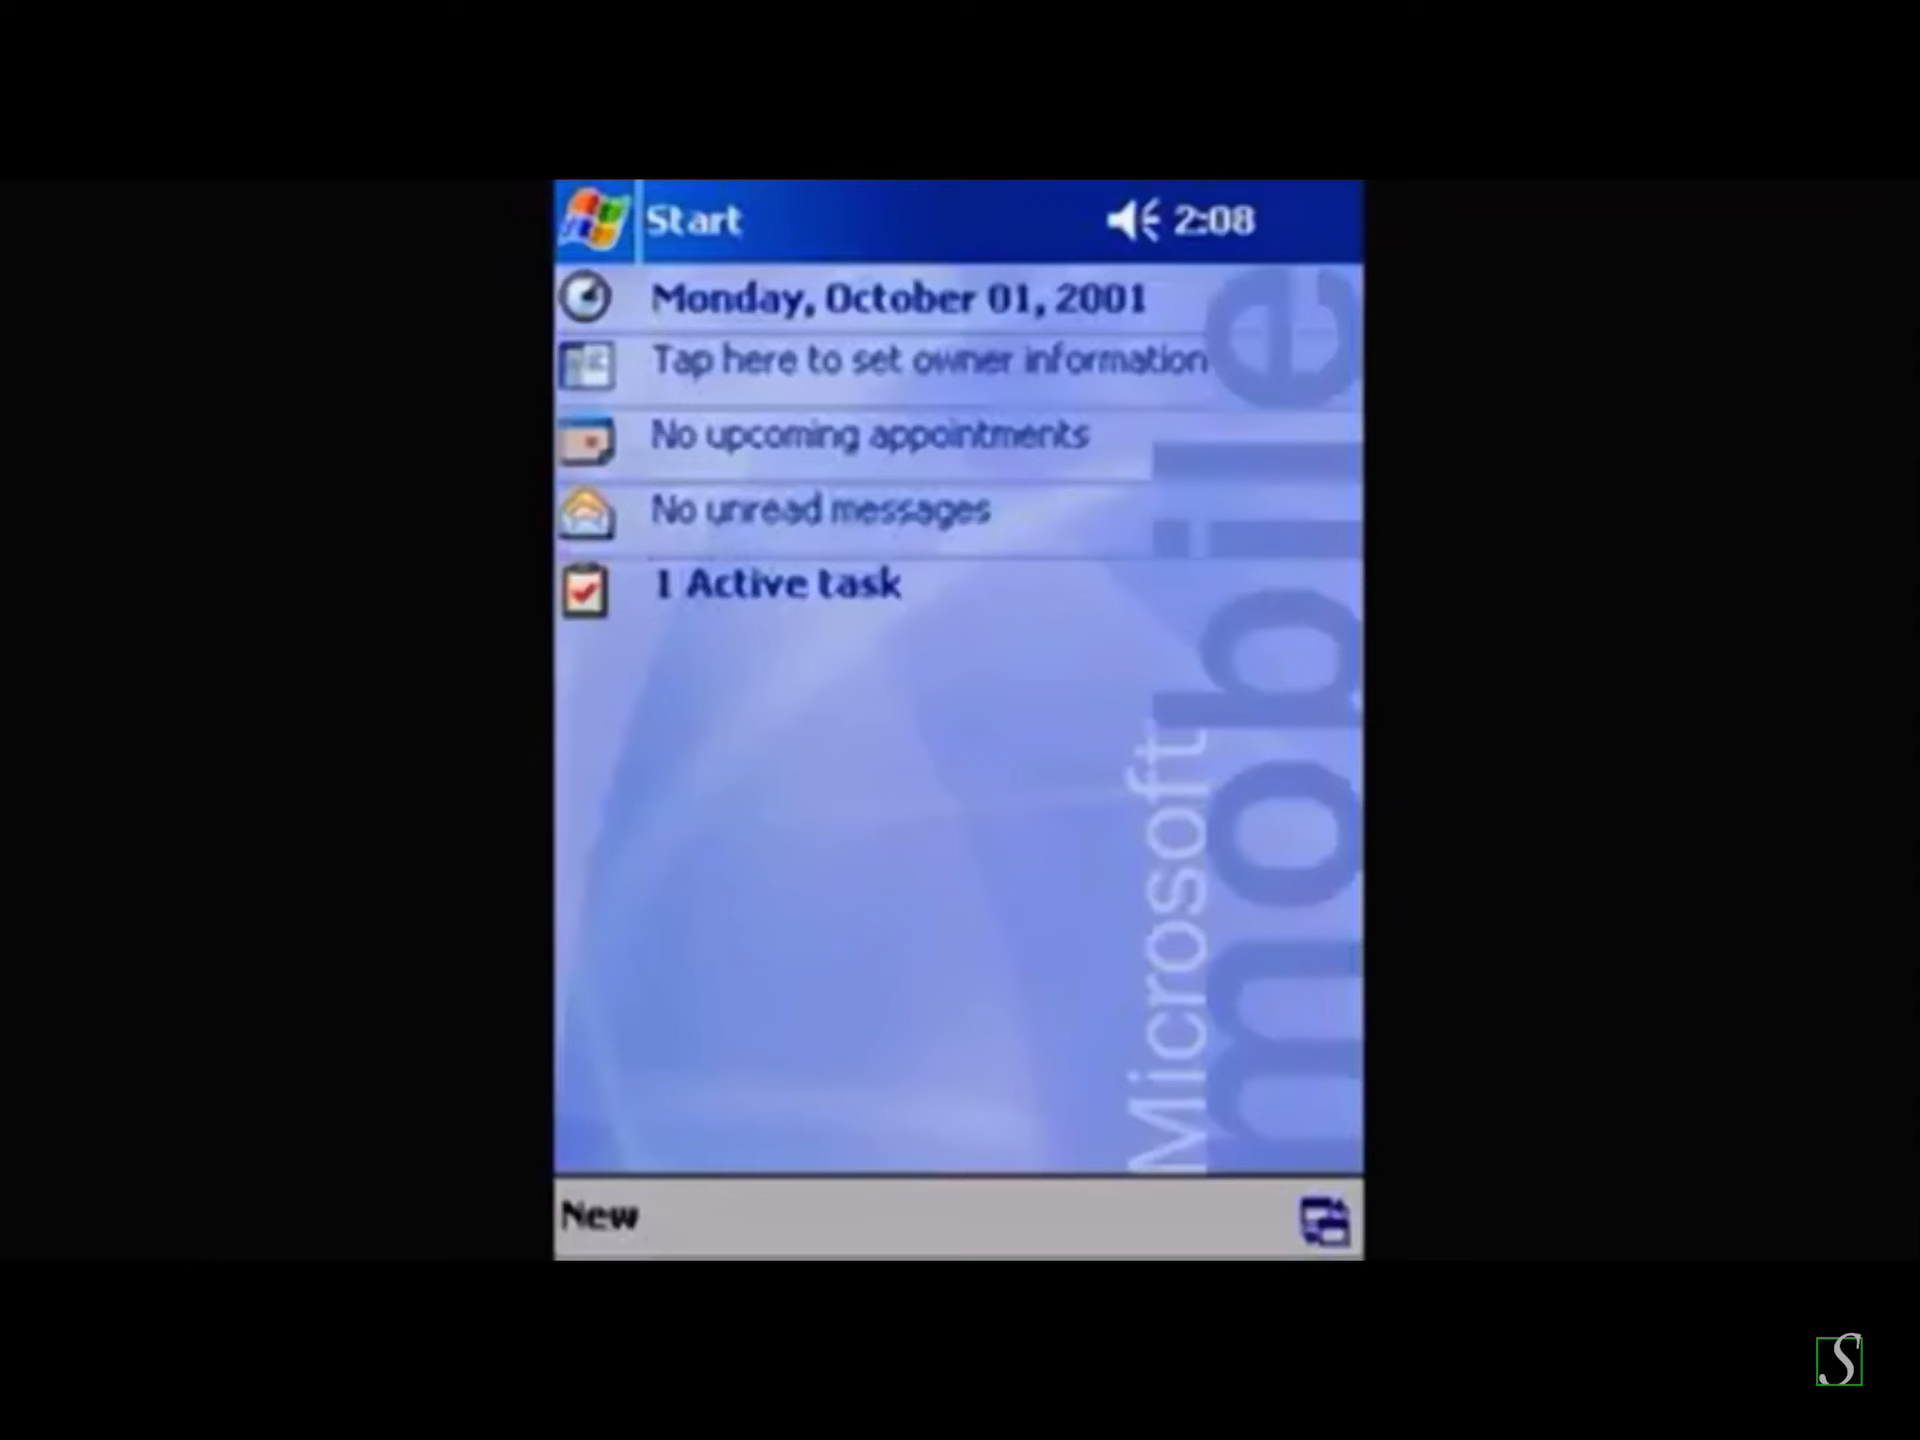 Start 2:08
Monday, October 01, 2001
Tap here to set owner information
No upcoming appointments
No unread messages
1 Active task
Microsoft
mobile
New
S